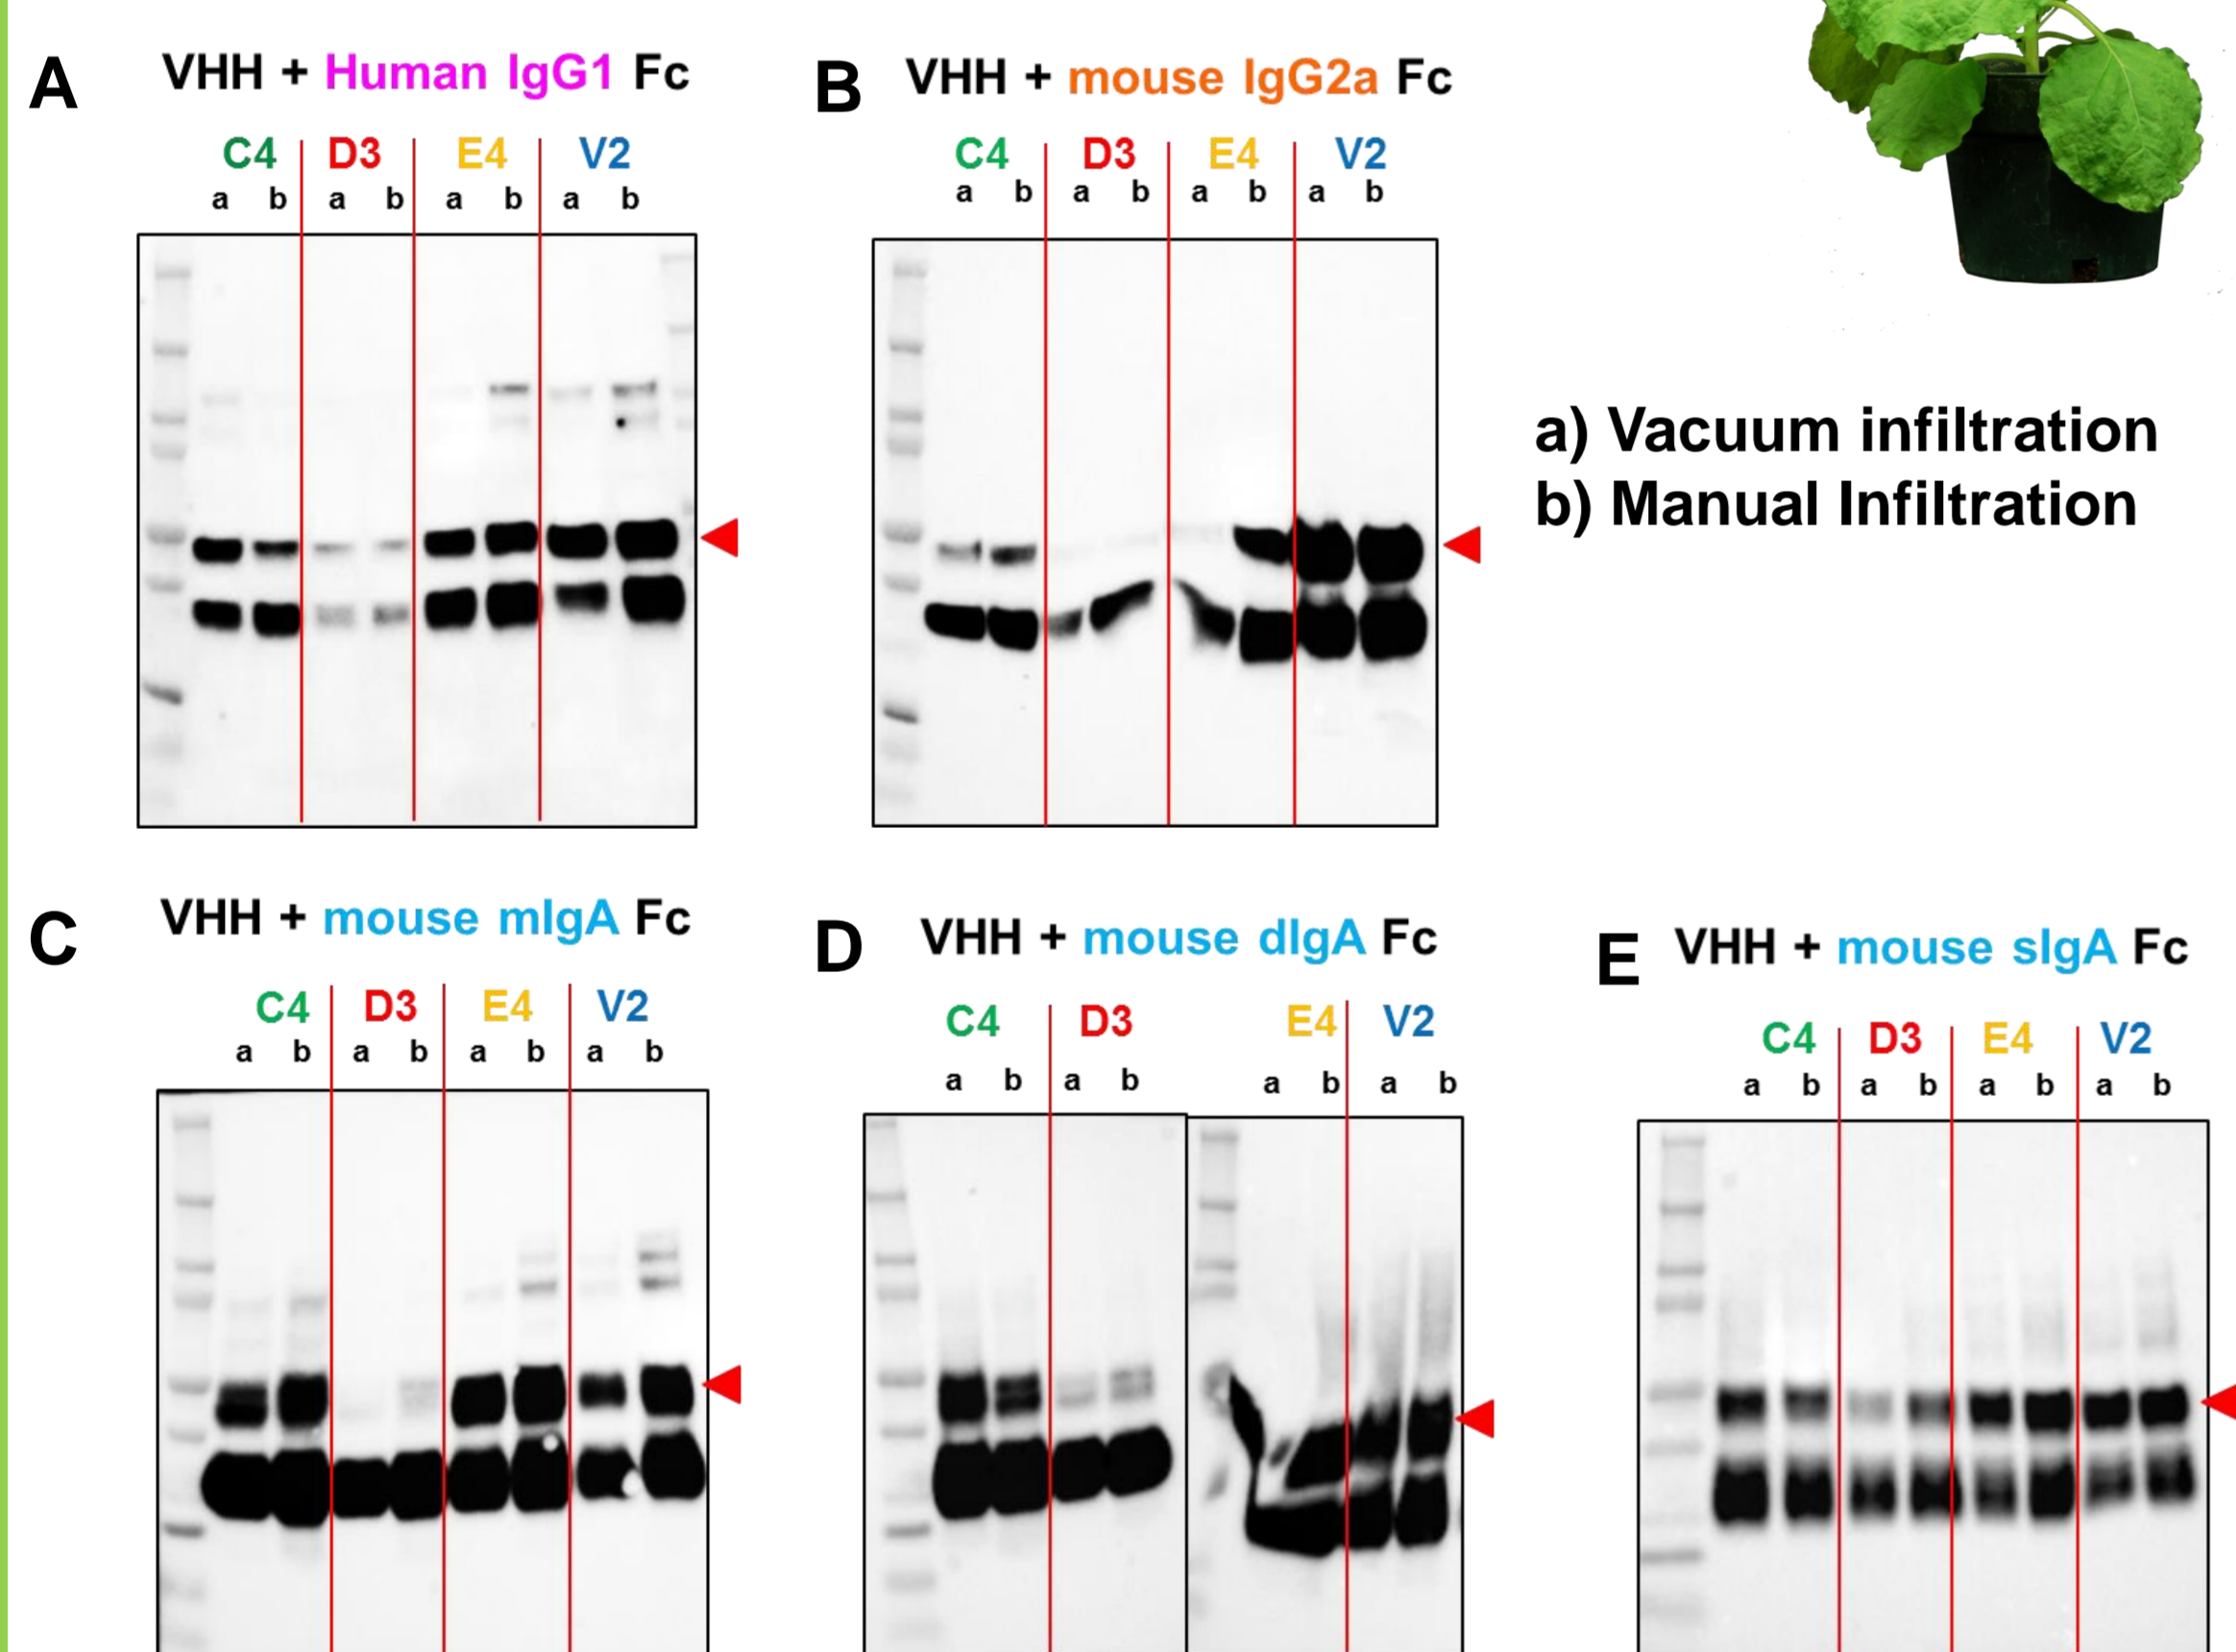 A
VHH + Human IgG1 Fc
C4 D3 E4 V2
a b a b a b a b
B
VHH + mouse IgG2a Fc
C4 D3 E4 V2
a b a b a b a b
a) Vacuum infiltration
b) Manual Infiltration
C
VHH + mouse mIgA Fc
C4 D3 E4 V2
a b a b a b a b
D
VHH + mouse dIgA Fc
C4 D3 E4 V2
a b a b a b a b
E
VHH + mouse sIgA Fc
C4 D3 E4 V2
a b a b a b a b